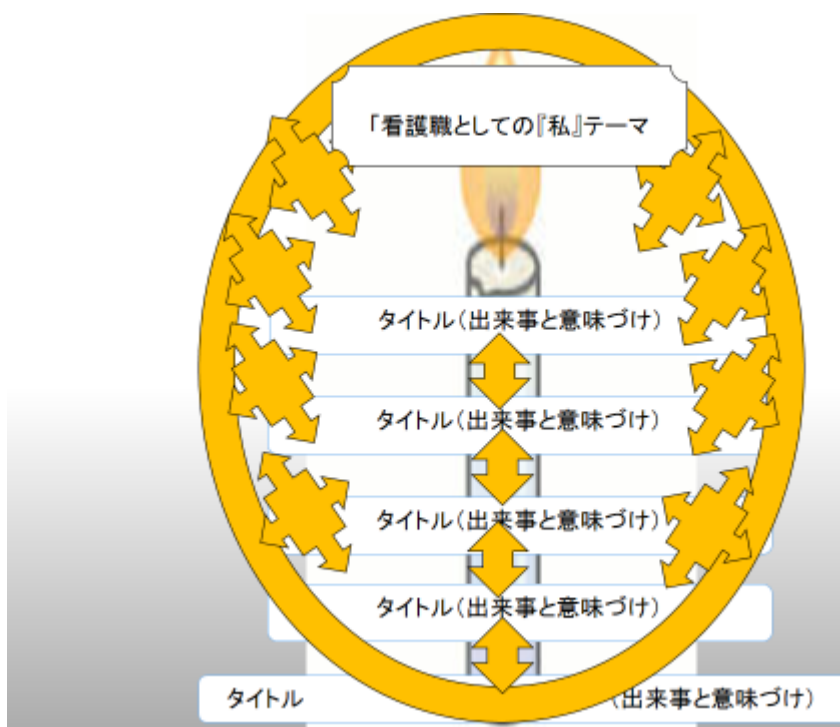 「看護職としての『私』テーマ
タイトル(出来事と意味づけ)
タイトル(出来事と意味づけ)
タイトル(出来事と意味づけ)
タイトル(出来事と意味づけ)
タイトル (出来事と意味づけ)